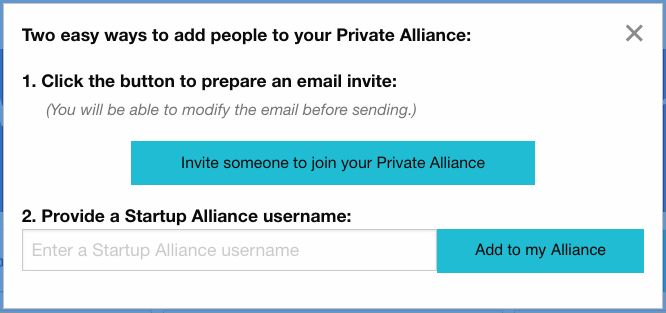 Two easy ways to add people to your Private Alliance:
1. Click the button to prepare an email invite:
(You will be able to modify the email before sending.)
Invite someone to join your Private Alliance
2. Provide a Startup Alliance username:
Enter a Startup Alliance username
Add to my Alliance